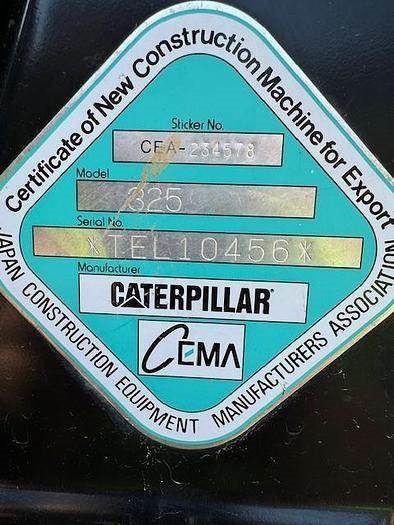 Certificate of New Construction Machine for Export
Sticker No.
CEA-234578
Model
325
Serial No.
*TEL10456*
Manufacturer
CATERPILLAR
CEMA
JAPAN CONSTRUCTION EQUIPMENT MANUFACTURERS ASSOCIATION